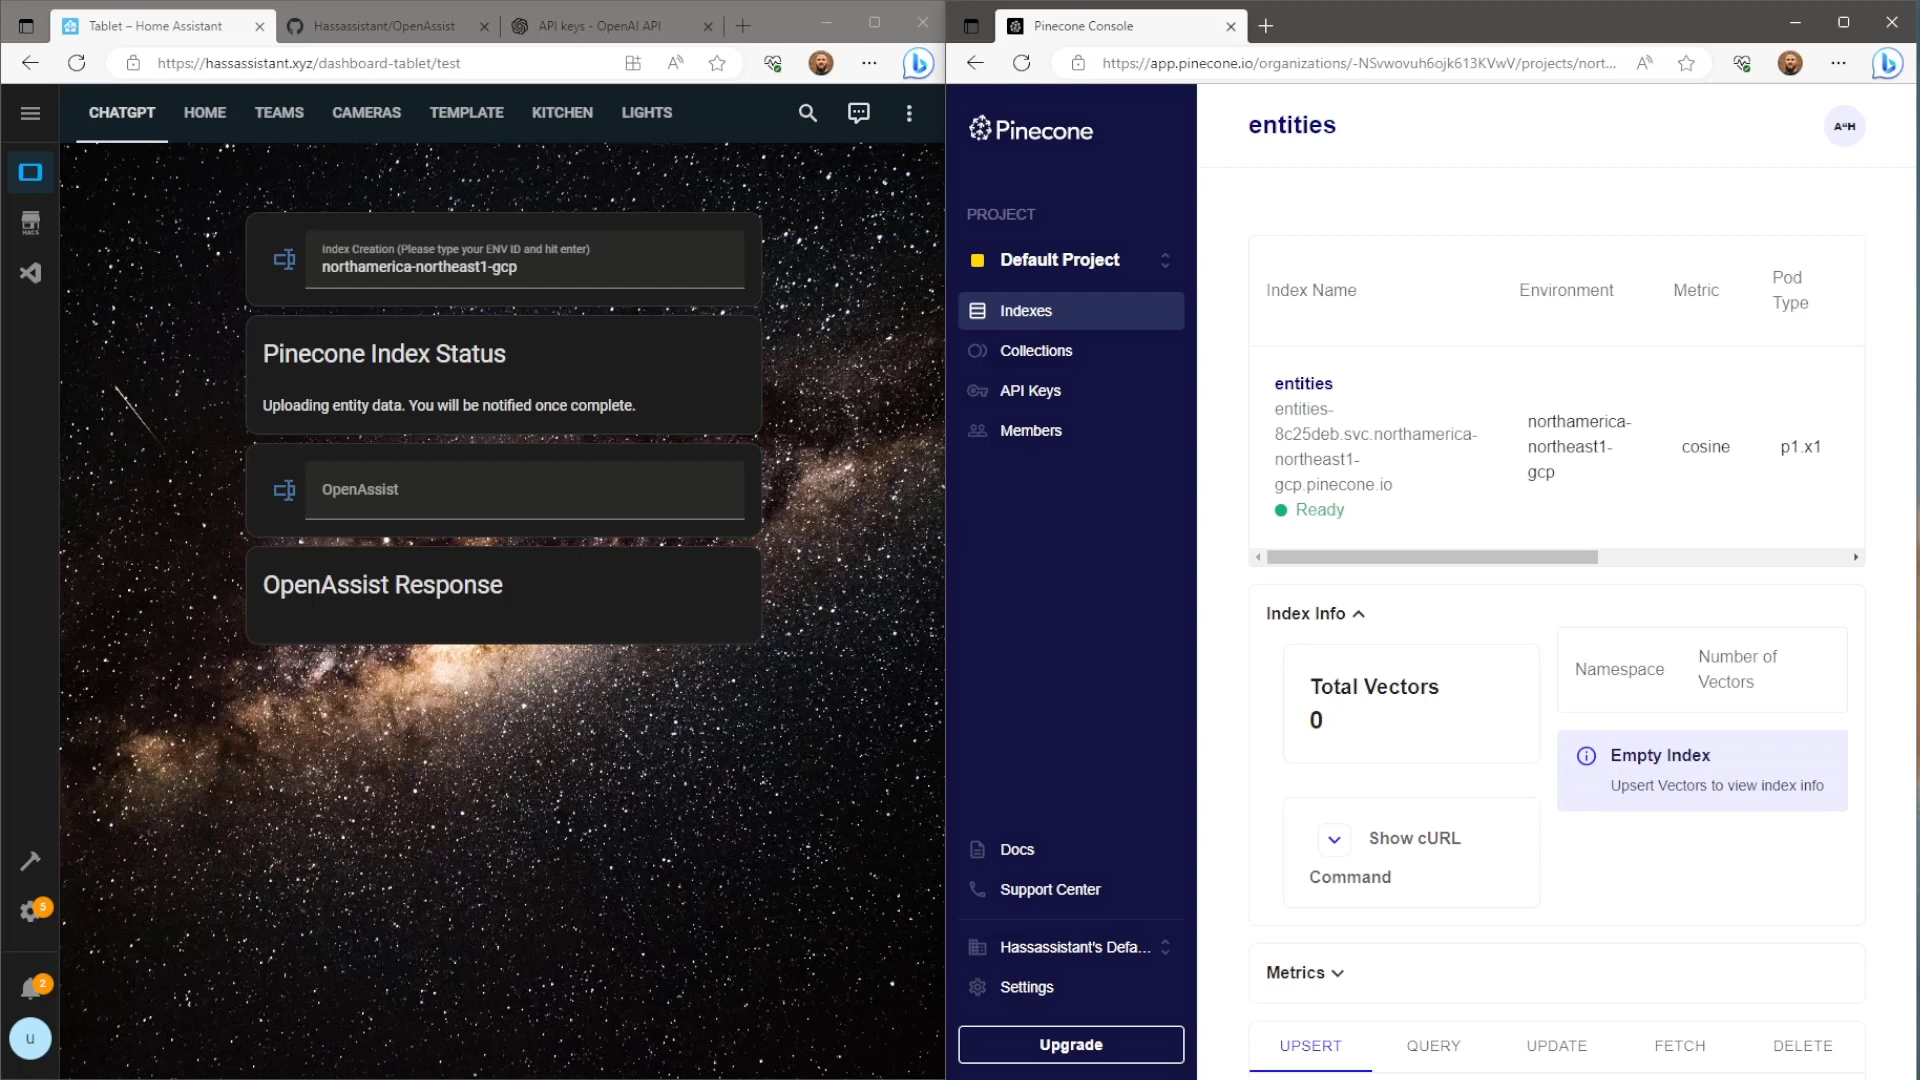 Tablet – Home Assistant
Hassassistant/OpenAssist
API keys - OpenAI API
https://hassassistant.xyz/dashboard-tablet/test
CHATGPT
HOME
TEAMS
CAMERAS
TEMPLATE
KITCHEN
LIGHTS
HACS
Index Creation (Please type your ENV ID and hit enter)
northamerica-northeast1-gcp
Pinecone Index Status
Uploading entity data. You will be notified once complete.
OpenAssist
OpenAssist Response
5
2
u
Pinecone Console
https://app.pinecone.io/organizations/-NSvwovuh6ojk613KVwV/projects/nort...
Pinecone
PROJECT
Default Project
Indexes
Collections
API Keys
Members
Docs
Support Center
Hassassistant's Defa...
Settings
Upgrade
entities
A"H
Index Name
Environment
Metric
Pod
Type
entities
entities-
8c25deb.svc.northamerica-
northeast1-
gcp.pinecone.io
Ready
northamerica-
northeast1-
gcp
cosine
p1.x1
Index Info
Total Vectors
0
Namespace
Number of
Vectors
Empty Index
Upsert Vectors to view index info
Show cURL
Command
Metrics
UPSERT
QUERY
UPDATE
FETCH
DELETE